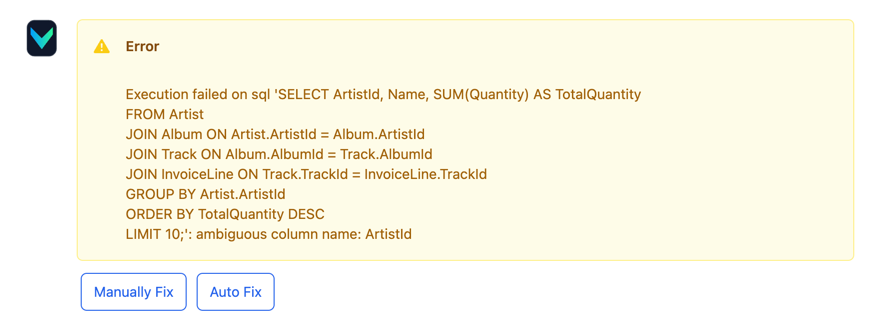 Error
Execution failed on sql 'SELECT ArtistId, Name, SUM(Quantity) AS TotalQuantity
FROM Artist
JOIN Album ON Artist.ArtistId = Album.ArtistId
JOIN Track ON Album.AlbumId = Track.AlbumId
JOIN InvoiceLine ON Track.TrackId = InvoiceLine.TrackId
GROUP BY Artist.ArtistId
ORDER BY TotalQuantity DESC
LIMIT 10;': ambiguous column name: ArtistId
Manually Fix Auto Fix